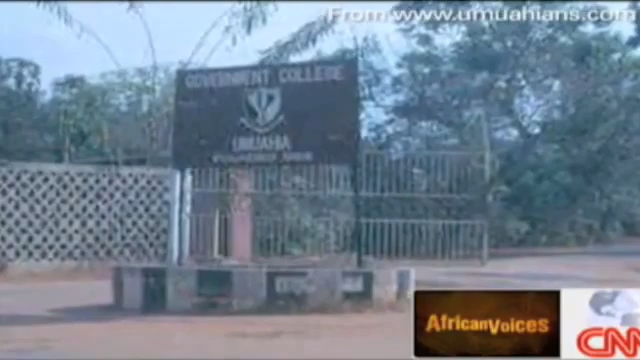 From www.umuahians.com
GOVERNMENT COLLEGE
UMUAHIA
AfricanVoices
CNN